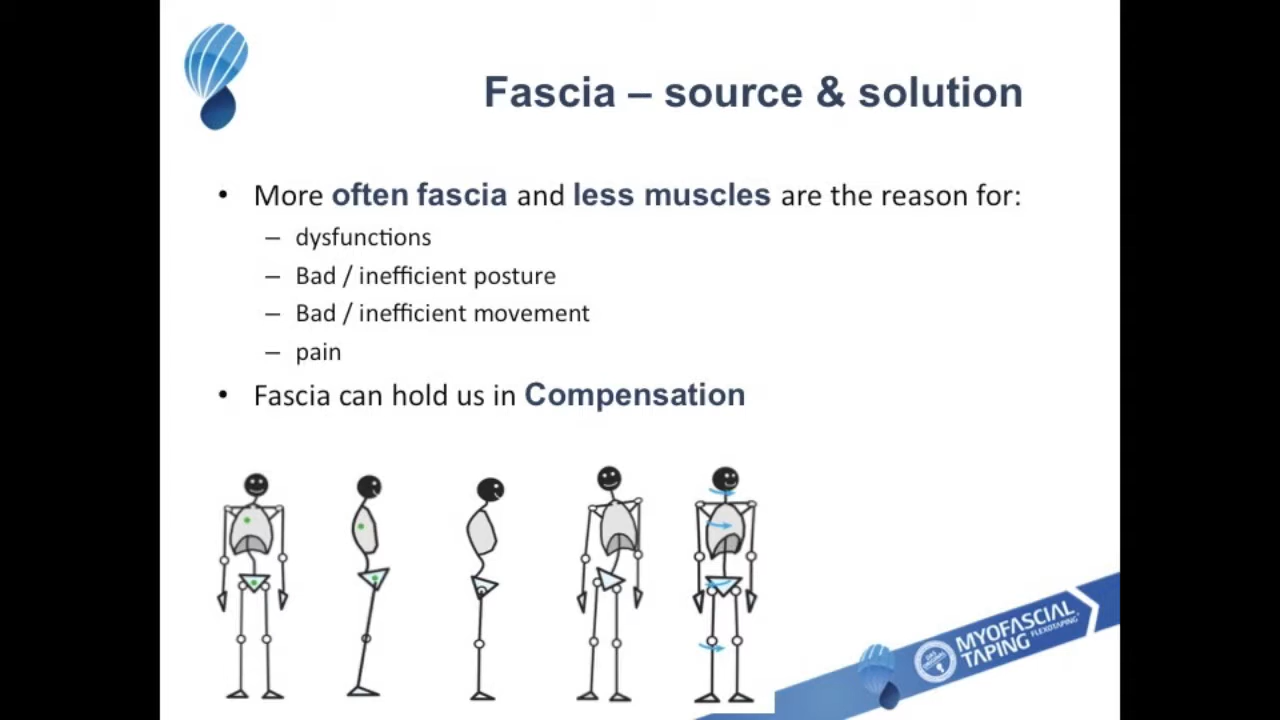 Fascia – source & solution
• More often fascia and less muscles are the reason for:
– dysfunctions
– Bad / inefficient posture
– Bad / inefficient movement
– pain
• Fascia can hold us in Compensation
MYOFASCIAL
TAPING FLEXOTAPING